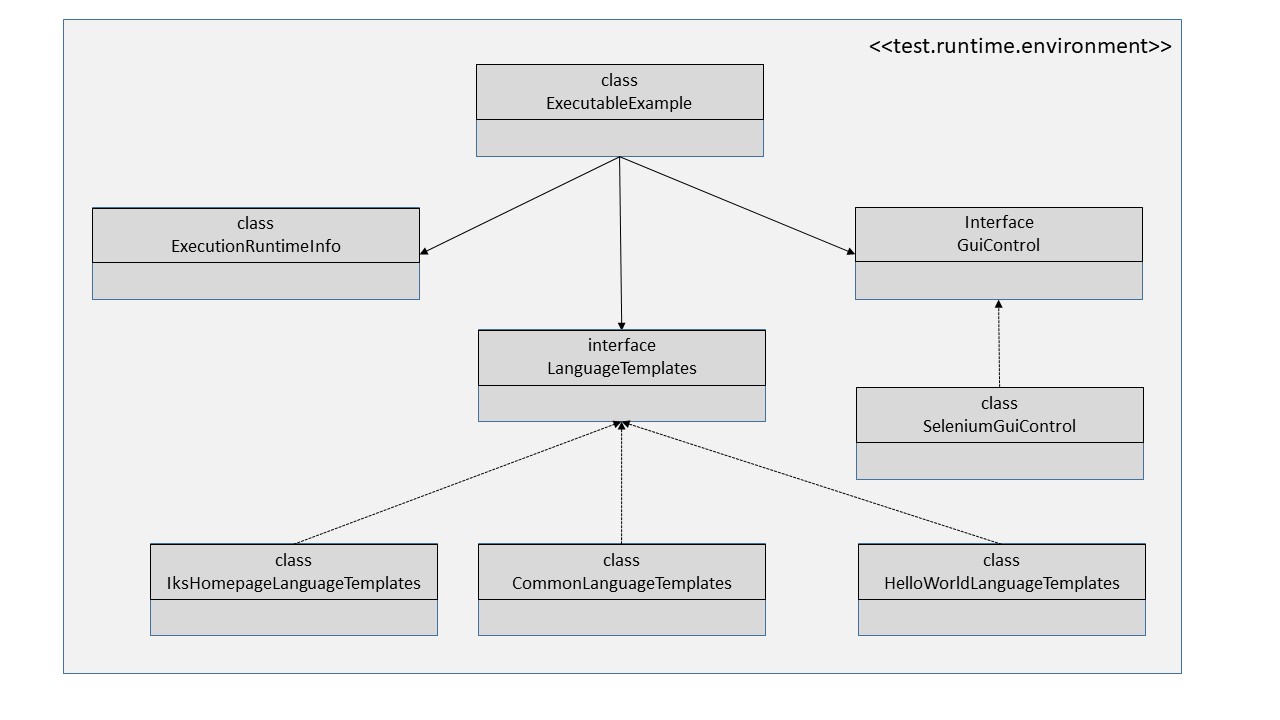 <<test.runtime.environment>>
class
ExecutableExample
class
ExecutionRuntimeInfo
Interface
GuiControl
interface
LanguageTemplates
class
SeleniumGuiControl
class
IksHomepageLanguageTemplates
class
CommonLanguageTemplates
class
HelloWorldLanguageTemplates